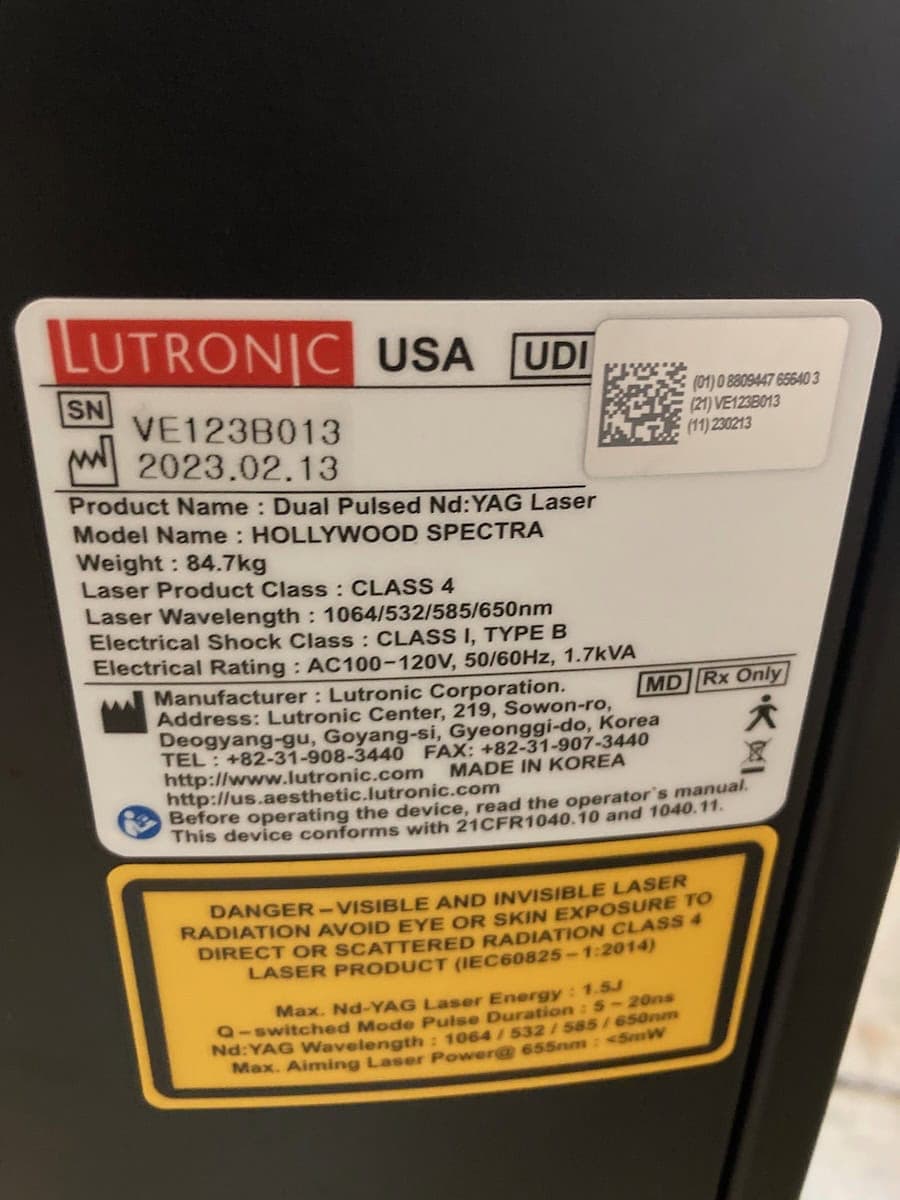 LUTRONIC USA UDI
(01) 0 8809447 65640 3
(21) VE123B013
(11) 230213
SN VE123B013
2023.02.13
Product Name : Dual Pulsed Nd:YAG Laser
Model Name : HOLLYWOOD SPECTRA
Weight : 84.7kg
Laser Product Class : CLASS 4
Laser Wavelength : 1064/532/585/650nm
Electrical Shock Class : CLASS I, TYPE B
Electrical Rating : AC100-120V, 50/60Hz, 1.7kVA
MD Rx Only
Manufacturer : Lutronic Corporation.
Address: Lutronic Center, 219, Sowon-ro,
Deogyang-gu, Goyang-si, Gyeonggi-do, Korea
TEL : +82-31-908-3440 FAX: +82-31-907-3440
http://www.lutronic.com MADE IN KOREA
http://us.aesthetic.lutronic.com
Before operating the device, read the operator's manual.
This device conforms with 21CFR1040.10 and 1040.11.
DANGER - VISIBLE AND INVISIBLE LASER
RADIATION AVOID EYE OR SKIN EXPOSURE TO
DIRECT OR SCATTERED RADIATION CLASS 4
LASER PRODUCT (IEC60825-1:2014)
Max. Nd-YAG Laser Energy : 1.5J
Q-switched Mode Pulse Duration : 5 - 20ns
Nd:YAG Wavelength : 1064 / 532 / 585 / 650nm
Max. Aiming Laser Power@ 655nm : <5mW